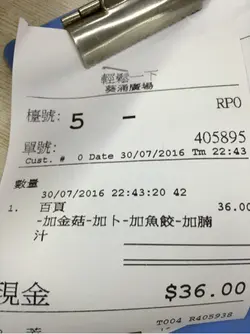 輕鬆一下
葵涌廣場
檯號: 5 - RPO
單號: 405895
Cust. # 0 Date 30/07/2016 Tm 22:43
數量
30/07/2016 22:43:20 42
1. 百頁 36.00
-加金菇-加卜-加魚餃-加腩
汁
現金 $36.00
T004 R405938